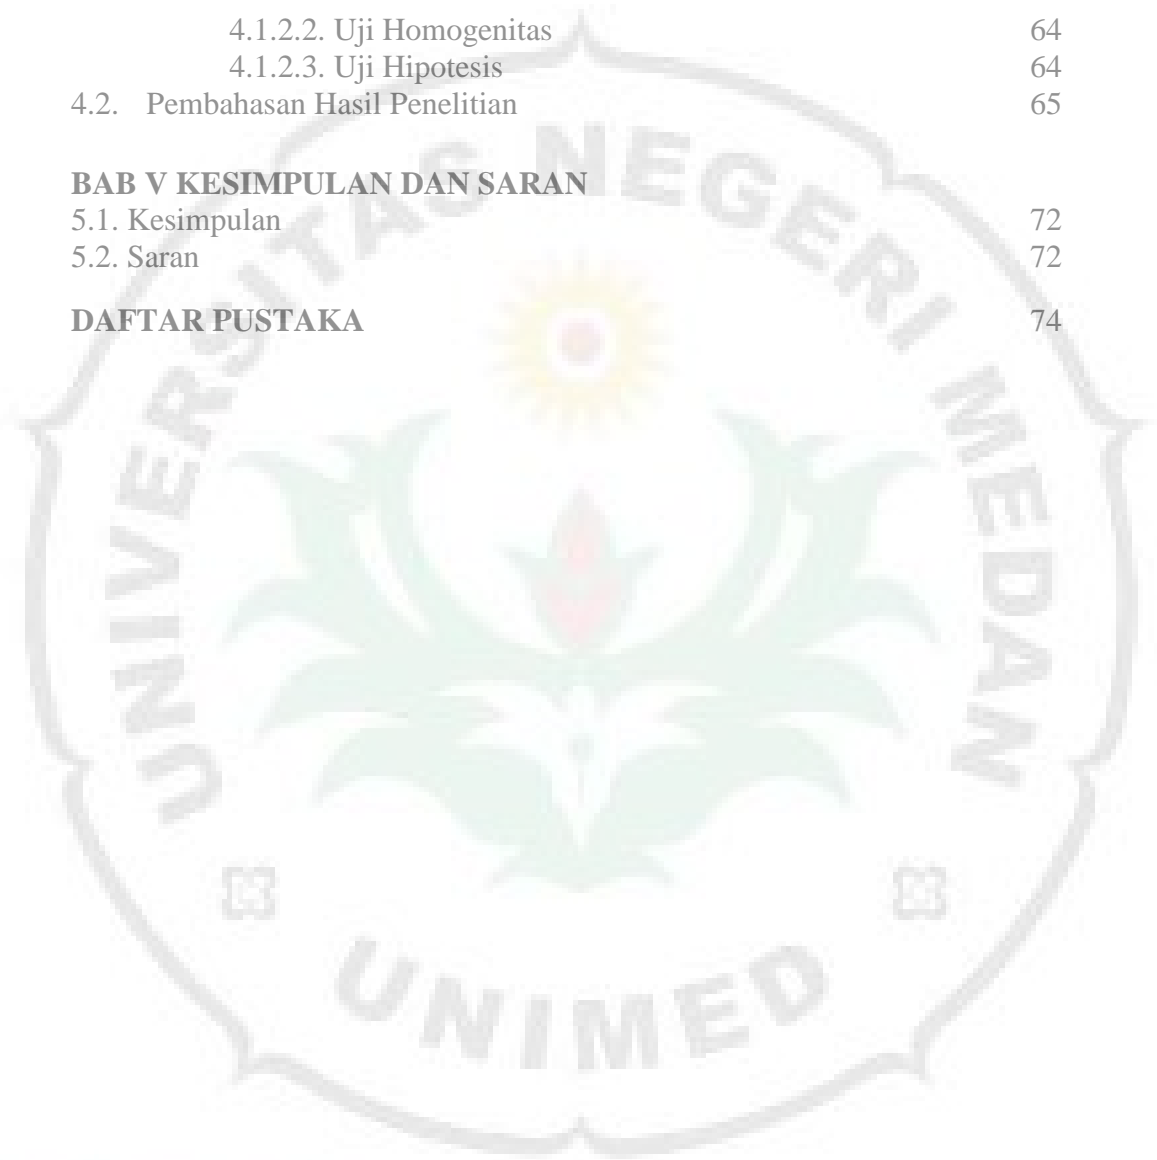 4.1.2.2. Uji Homogenitas 64
4.1.2.3. Uji Hipotesis 64
4.2. Pembahasan Hasil Penelitian 65
BAB V KESIMPULAN DAN SARAN
5.1. Kesimpulan 72
5.2. Saran 72
DAFTAR PUSTAKA 74
UNIVERSITAS NEGERI MEDAN
UNIMED